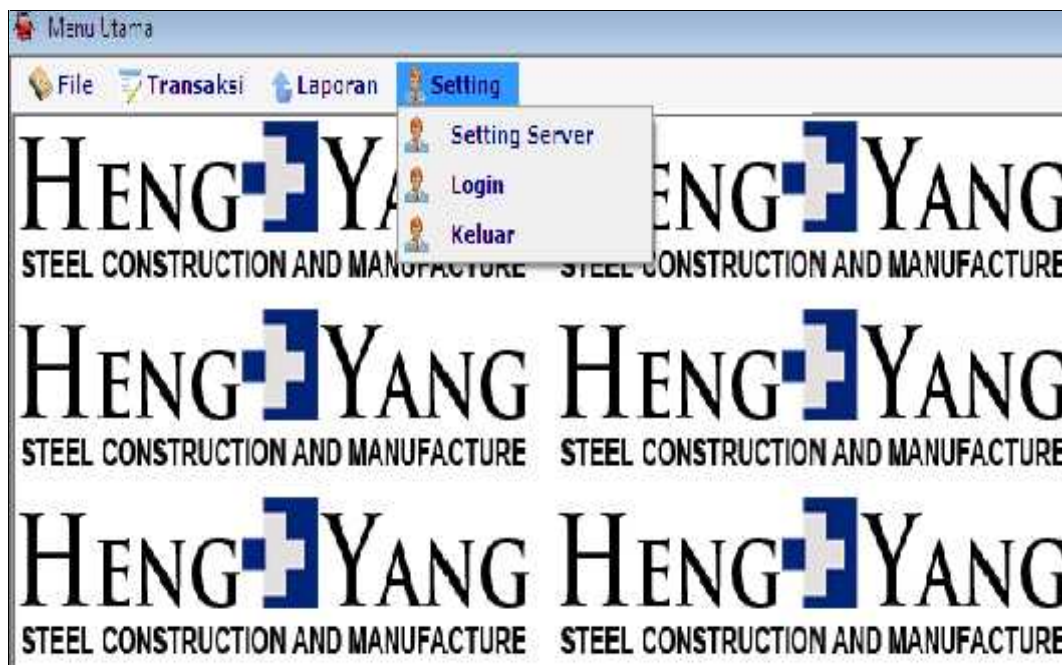 Menu Utama
File Transaksi Laporan Setting
Setting Server
Login
Keluar
HENG YANG HENG YANG
STEEL CONSTRUCTION AND MANUFACTURE STEEL CONSTRUCTION AND MANUFACTURE
HENG YANG HENG YANG
STEEL CONSTRUCTION AND MANUFACTURE STEEL CONSTRUCTION AND MANUFACTURE
HENG YANG HENG YANG
STEEL CONSTRUCTION AND MANUFACTURE STEEL CONSTRUCTION AND MANUFACTURE